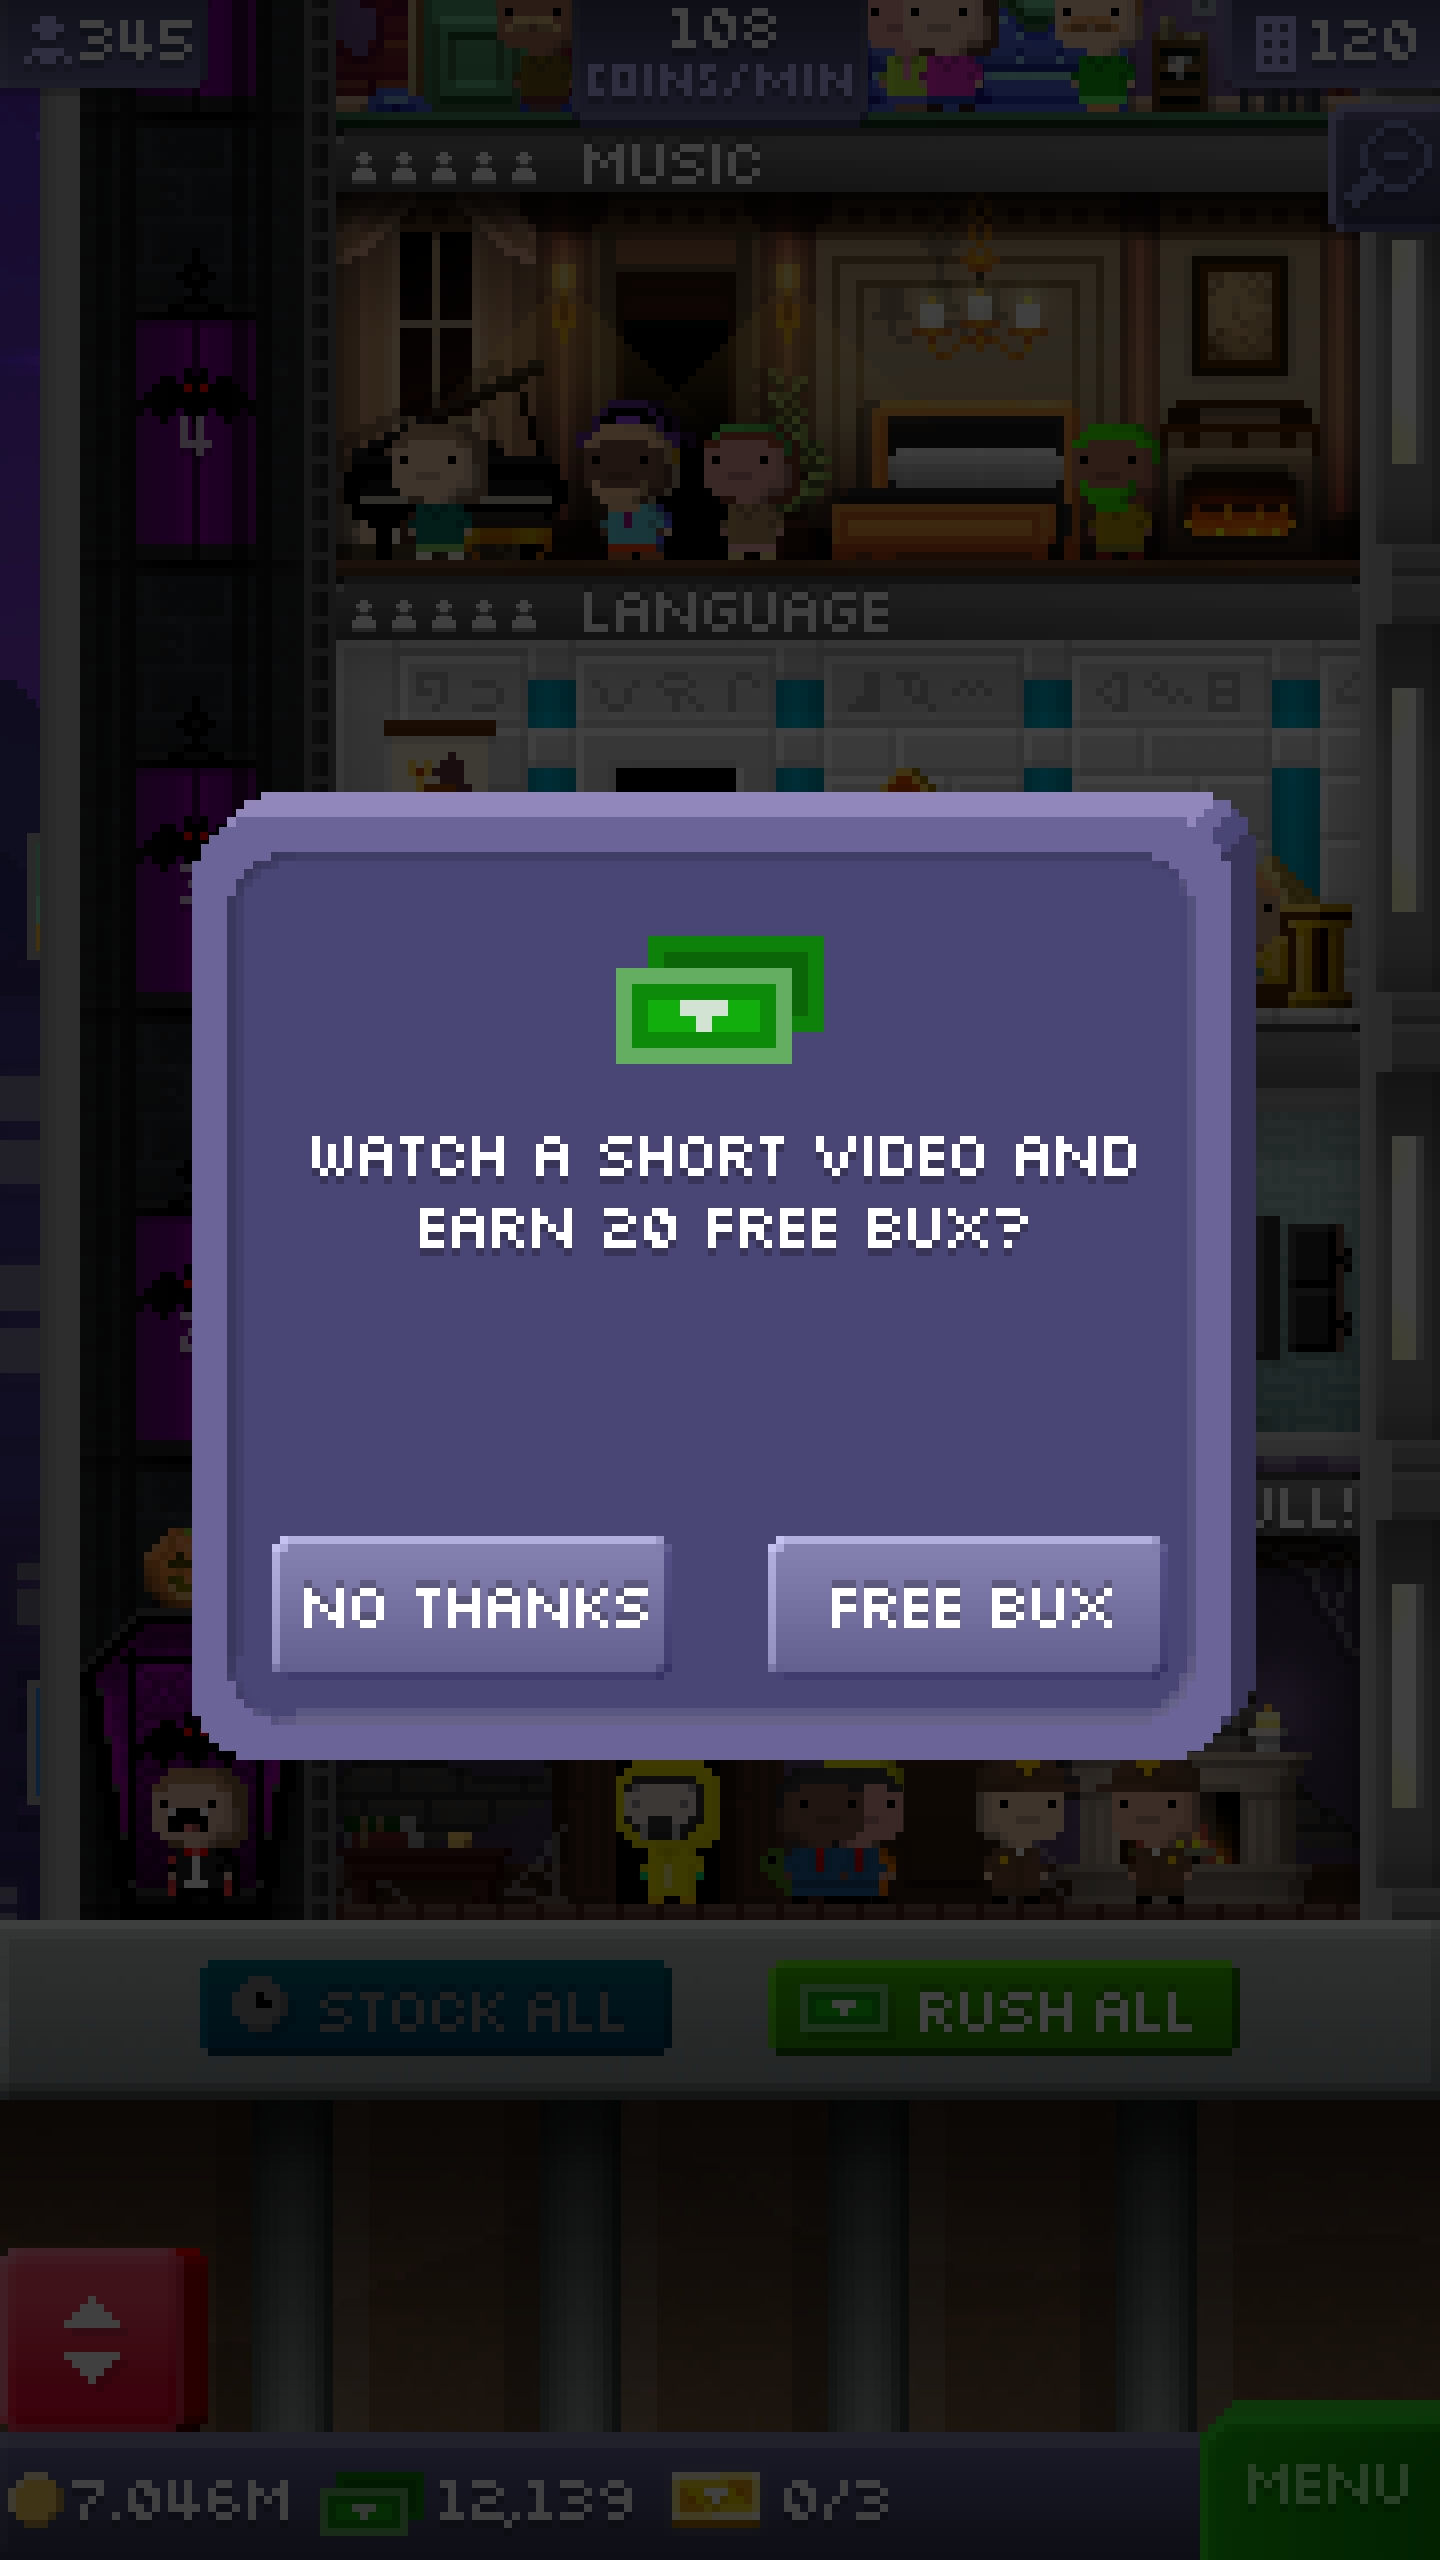 345
108
COINS/MIN
120
MUSIC
4
LANGUAGE
WATCH A SHORT VIDEO AND
EARN 20 FREE BUX?
NO THANKS
FREE BUX
STOCK ALL
RUSH ALL
7.046M
12,139
0/3
MENU